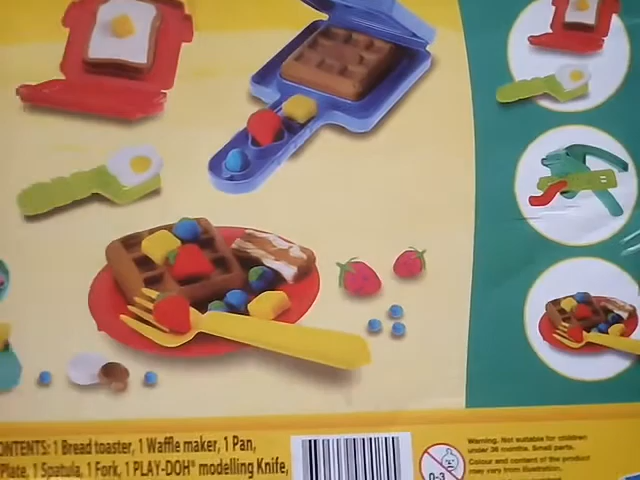 ONTENTS: 1 Bread toaster, 1 Waffle maker, 1 Pan,
Plate, 1 Spatula, 1 Fork, 1 PLAY-DOH® modelling Knife,
0-3
Warning. Not suitable for children
under 36 months. Small parts.
Colour and content of the product
may vary from illustration.